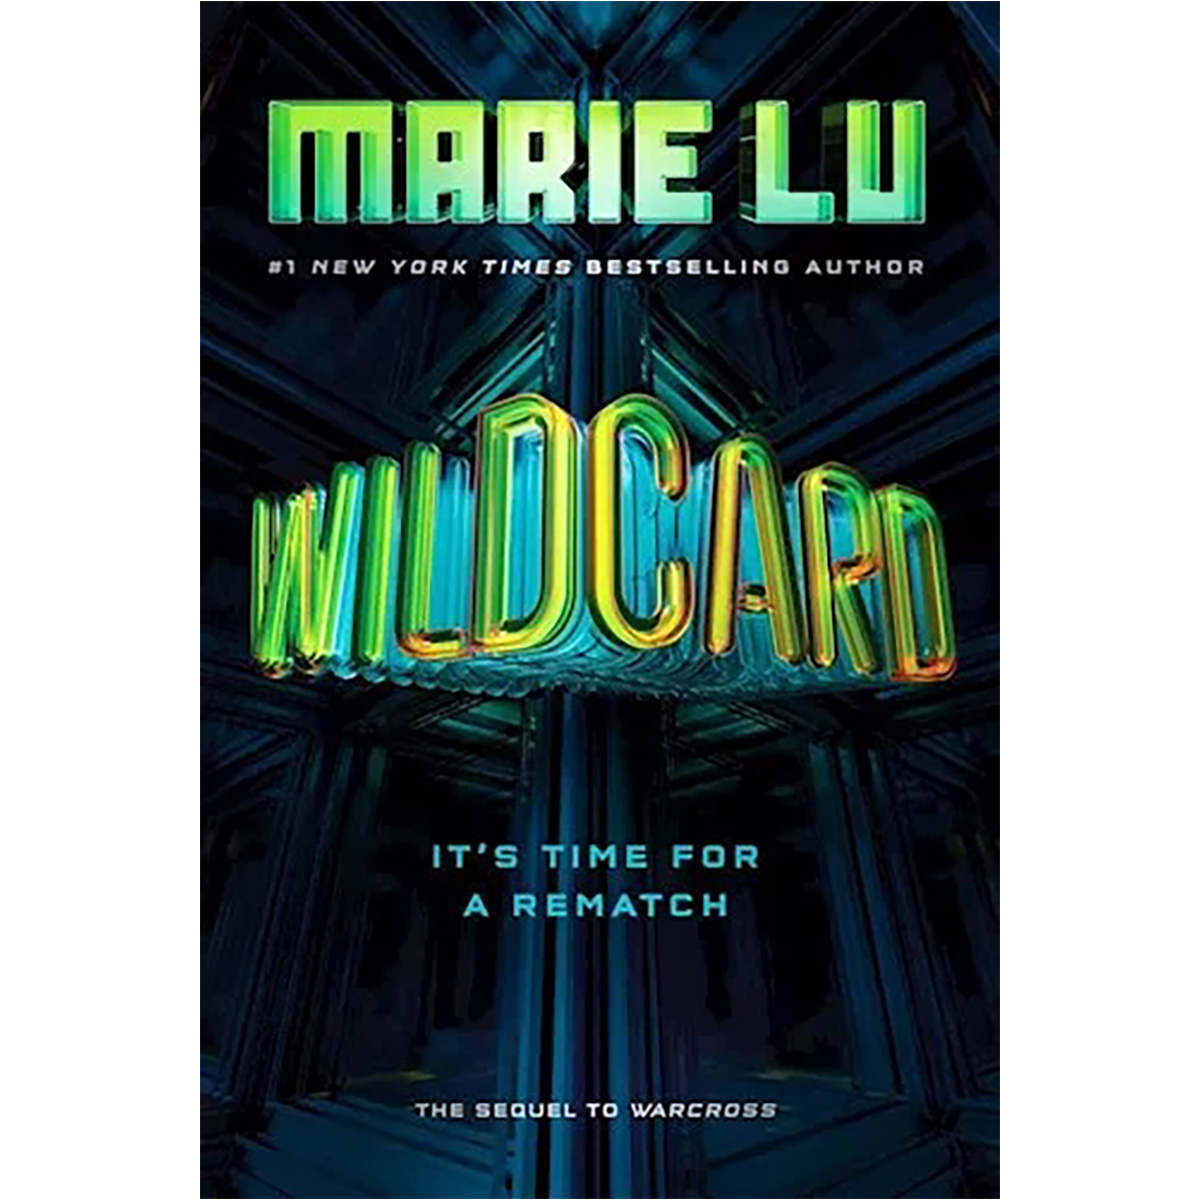 MARIE LU
#1 NEW YORK TIMES BESTSELLING AUTHOR
WILDCARD
IT'S TIME FOR
A REMATCH
THE SEQUEL TO WARCROSS